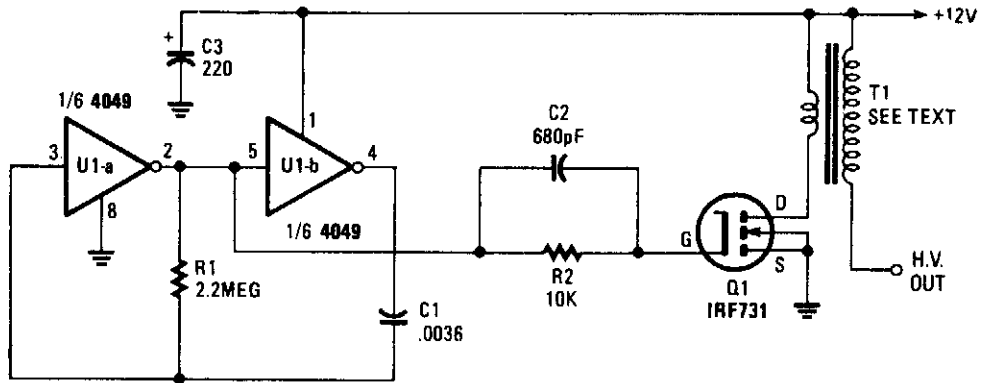 +12V
+
C3
220
1/6 4049
3
U1-a
2
8
1
5
U1-b
4
1/6 4049
R1
2.2MEG
C1
.0036
C2
680pF
R2
10K
G
D
S
Q1
IRF731
T1
SEE TEXT
H.V.
OUT